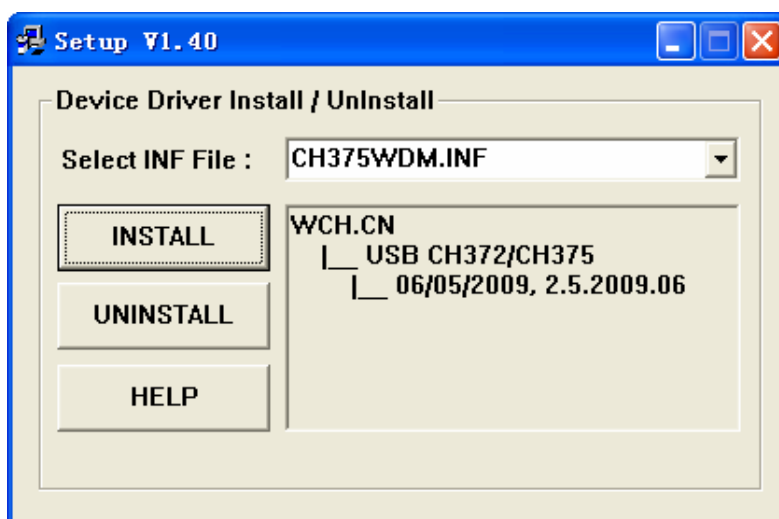 Setup V1.40
Device Driver Install / UnInstall
Select INF File :
CH375WDM.INF
INSTALL
UNINSTALL
HELP
WCH.CN
|__ USB CH372/CH375
|__ 06/05/2009, 2.5.2009.06